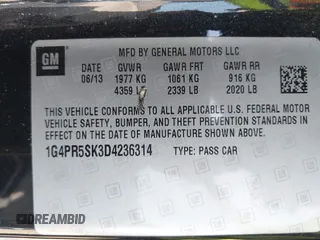 MFD BY GENERAL MOTORS LLC
GM
DATE GVWR GAWR FRT GAWR RR
06/13 1977 KG 1061 KG 916 KG
4359 LB 2339 LB 2020 LB
THIS VEHICLE CONFORMS TO ALL APPLICABLE U.S. FEDERAL MOTOR
VEHICLE SAFETY, BUMPER, AND THEFT PREVENTION STANDARDS IN
EFFECT ON THE DATE OF MANUFACTURE SHOWN ABOVE.
1G4PR5SK3D4236314 TYPE: PASS CAR